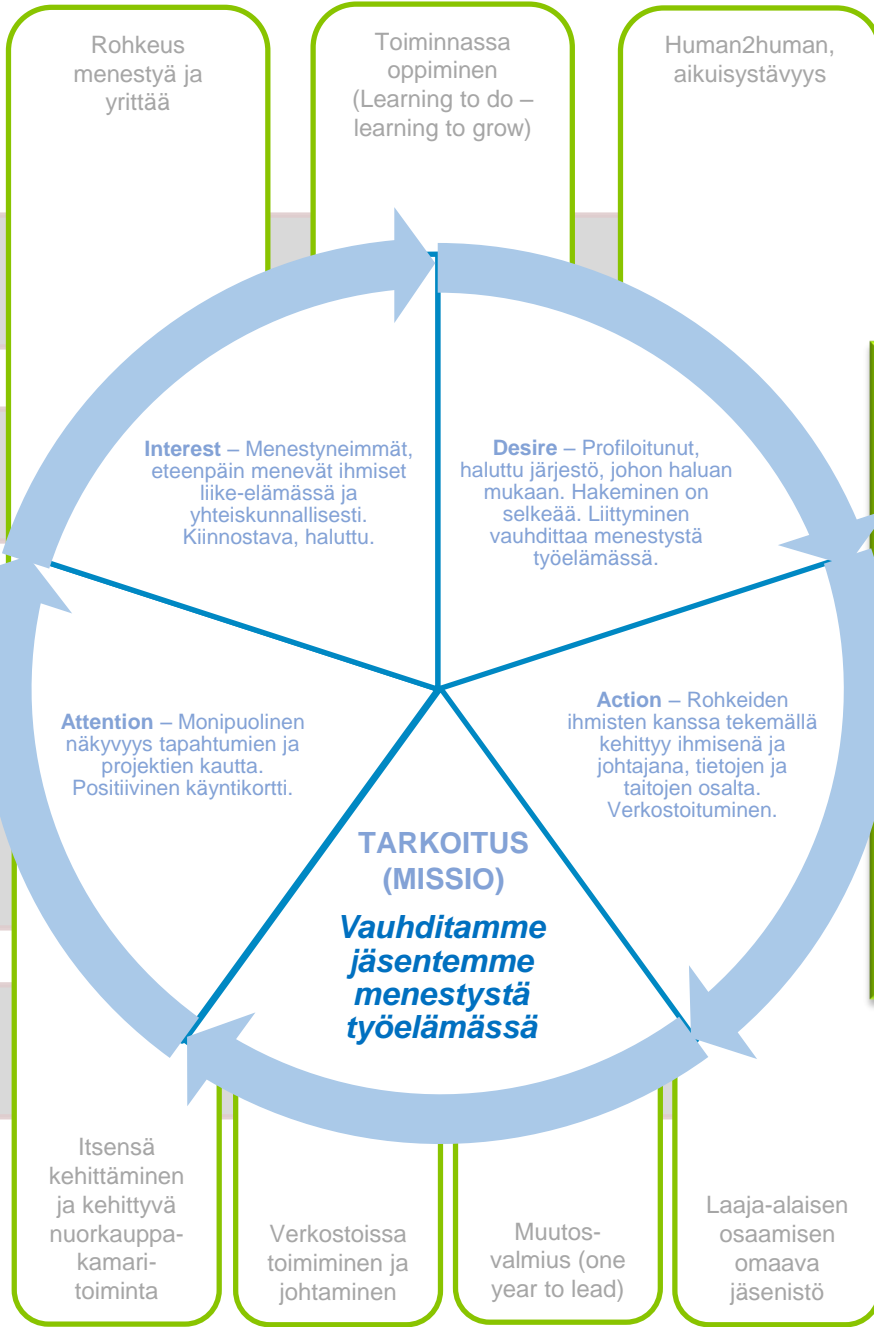 Rohkeus
menestyä ja
yrittää
Toiminnassa
oppiminen
(Learning to do –
learning to grow)
Human2human,
aikuisystävyys
Interest – Menestyneimmät,
eteenpäin menevät ihmiset
liike-elämässä ja
yhteiskunnallisesti.
Kiinnostava, haluttu.
Desire – Profiloitunut,
haluttu järjestö, johon haluan
mukaan. Hakeminen on
selkeää. Liittyminen
vauhdittaa menestystä
työelämässä.
Attention – Monipuolinen
näkyvyys tapahtumien ja
projektien kautta.
Positiivinen käyntikortti.
Action – Rohkeiden
ihmisten kanssa tekemällä
kehittyy ihmisenä ja
johtajana, tietojen ja
taitojen osalta.
Verkostoituminen.
TARKOITUS
(MISSIO)
Vauhditamme
jäsentemme
menestystä
työelämässä
Itsensä
kehittäminen
ja kehittyvä
nuorkauppa-
kamari-
toiminta
Verkostoissa
toimiminen ja
johtaminen
Muutos-
valmius (one
year to lead)
Laaja-alaisen
osaamisen
omaava
jäsenistö